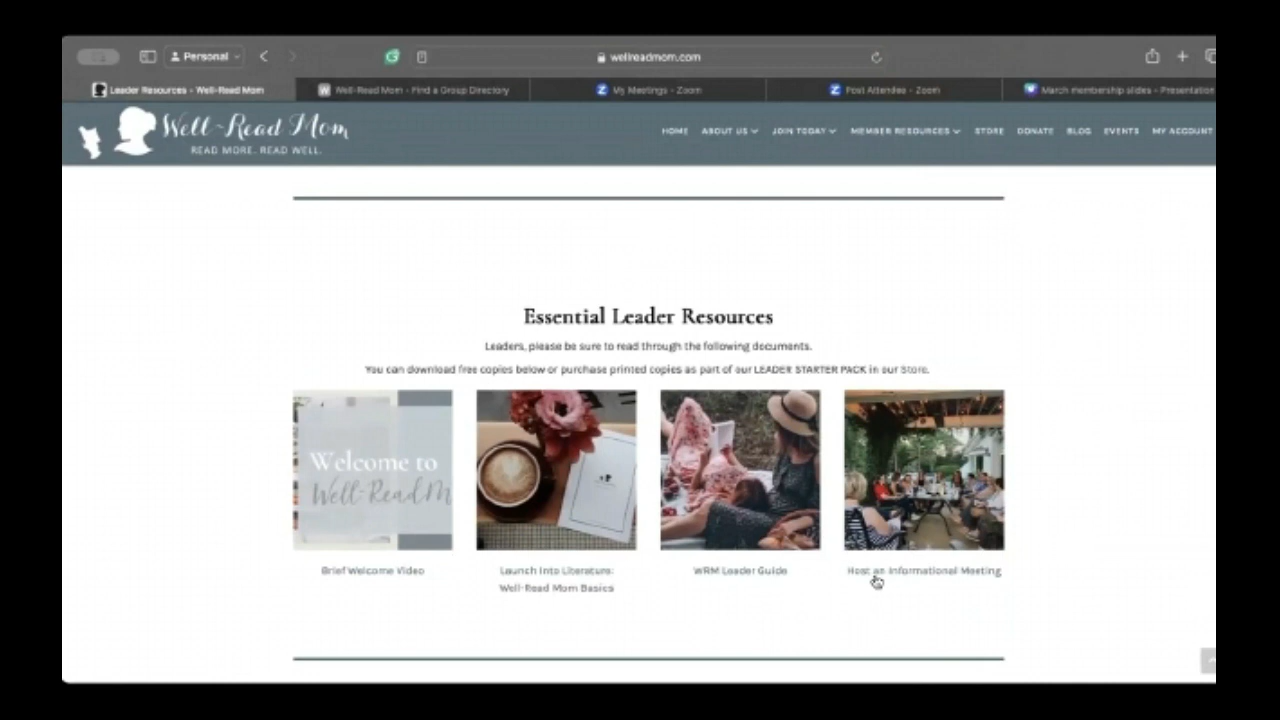 Personal
wellreadmom.com
Leader Resources - Well-Read Mom
Well-Read Mom - Find a Group Directory
My Meetings - Zoom
Post Attendee - Zoom
March membership slides - Presentation
Well-Read Mom
READ MORE. READ WELL.
HOME ABOUT US JOIN TODAY MEMBER RESOURCES STORE DONATE BLOG EVENTS MY ACCOUNT
Essential Leader Resources
Leaders, please be sure to read through the following documents.
You can download free copies below or purchase printed copies as part of our LEADER STARTER PACK in our Store.
Welcome to
Well-Read M
Brief Welcome Video
Launch Into Literature:
Well-Read Mom Basics
WRM Leader Guide
Host an Informational Meeting